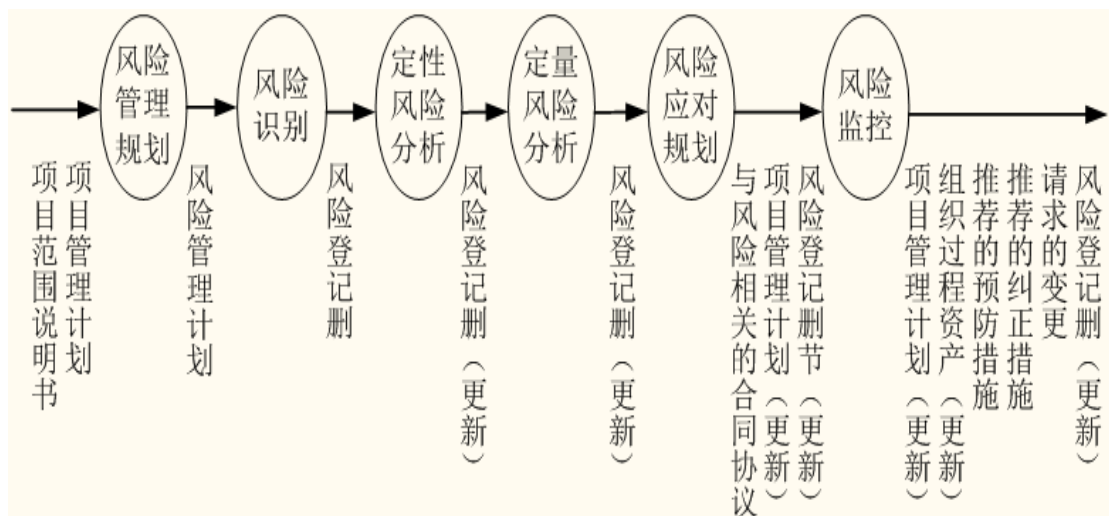 风险
管理
规划
风险
识别
定性
风险
分析
定量
风险
分析
风险
应对
规划
风险
监控
项目范围说明书
项目管理计划
风险管理计划
风险登记删
风险登记删（更新）
风险登记删（更新）
与风险相关的合同协议
项目管理计划（更新）
风险登记删节（更新）
项目管理计划（更新）
组织过程资产（更新）
推荐的预防措施
推荐的纠正措施
请求的变更
风险登记删（更新）